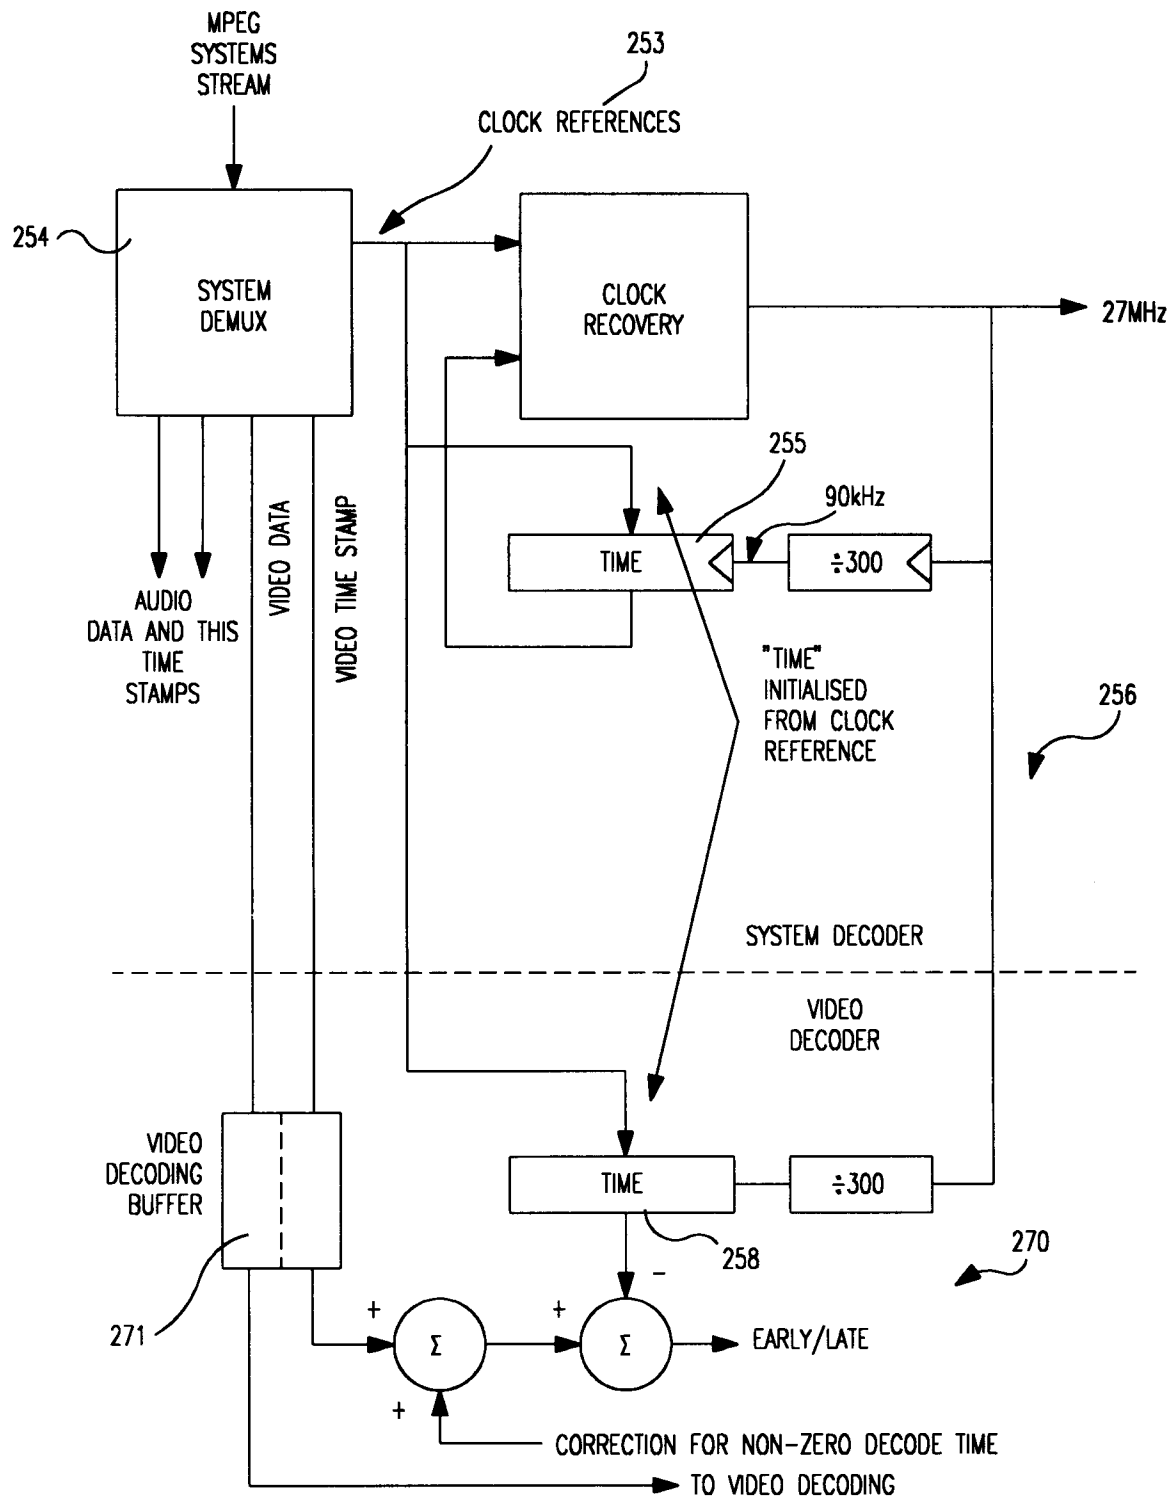 MPEG
SYSTEMS
STREAM
253
CLOCK REFERENCES
254
SYSTEM
DEMUX
CLOCK
RECOVERY
27MHz
255
90kHz
TIME
÷300
AUDIO
DATA AND THIS
TIME
STAMPS
VIDEO DATA
VIDEO TIME STAMP
"TIME"
INITIALISED
FROM CLOCK
REFERENCE
256
SYSTEM DECODER
VIDEO
DECODER
VIDEO
DECODING
BUFFER
TIME
÷300
258
270
271
+
+
−
Σ
Σ
EARLY/LATE
+
CORRECTION FOR NON-ZERO DECODE TIME
TO VIDEO DECODING